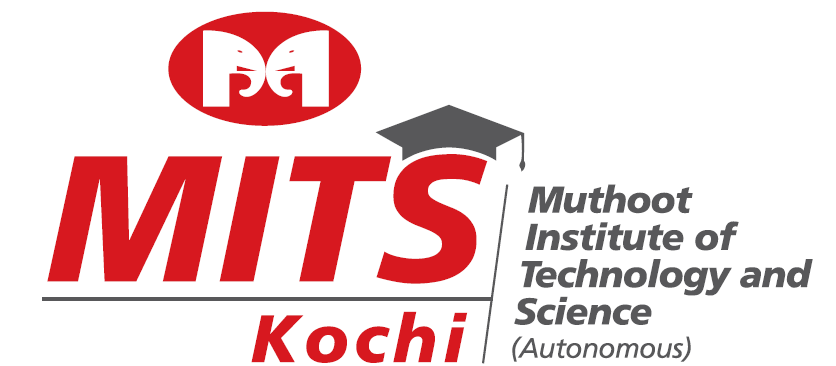 MITS
Kochi
Muthoot
Institute of
Technology and
Science
(Autonomous)